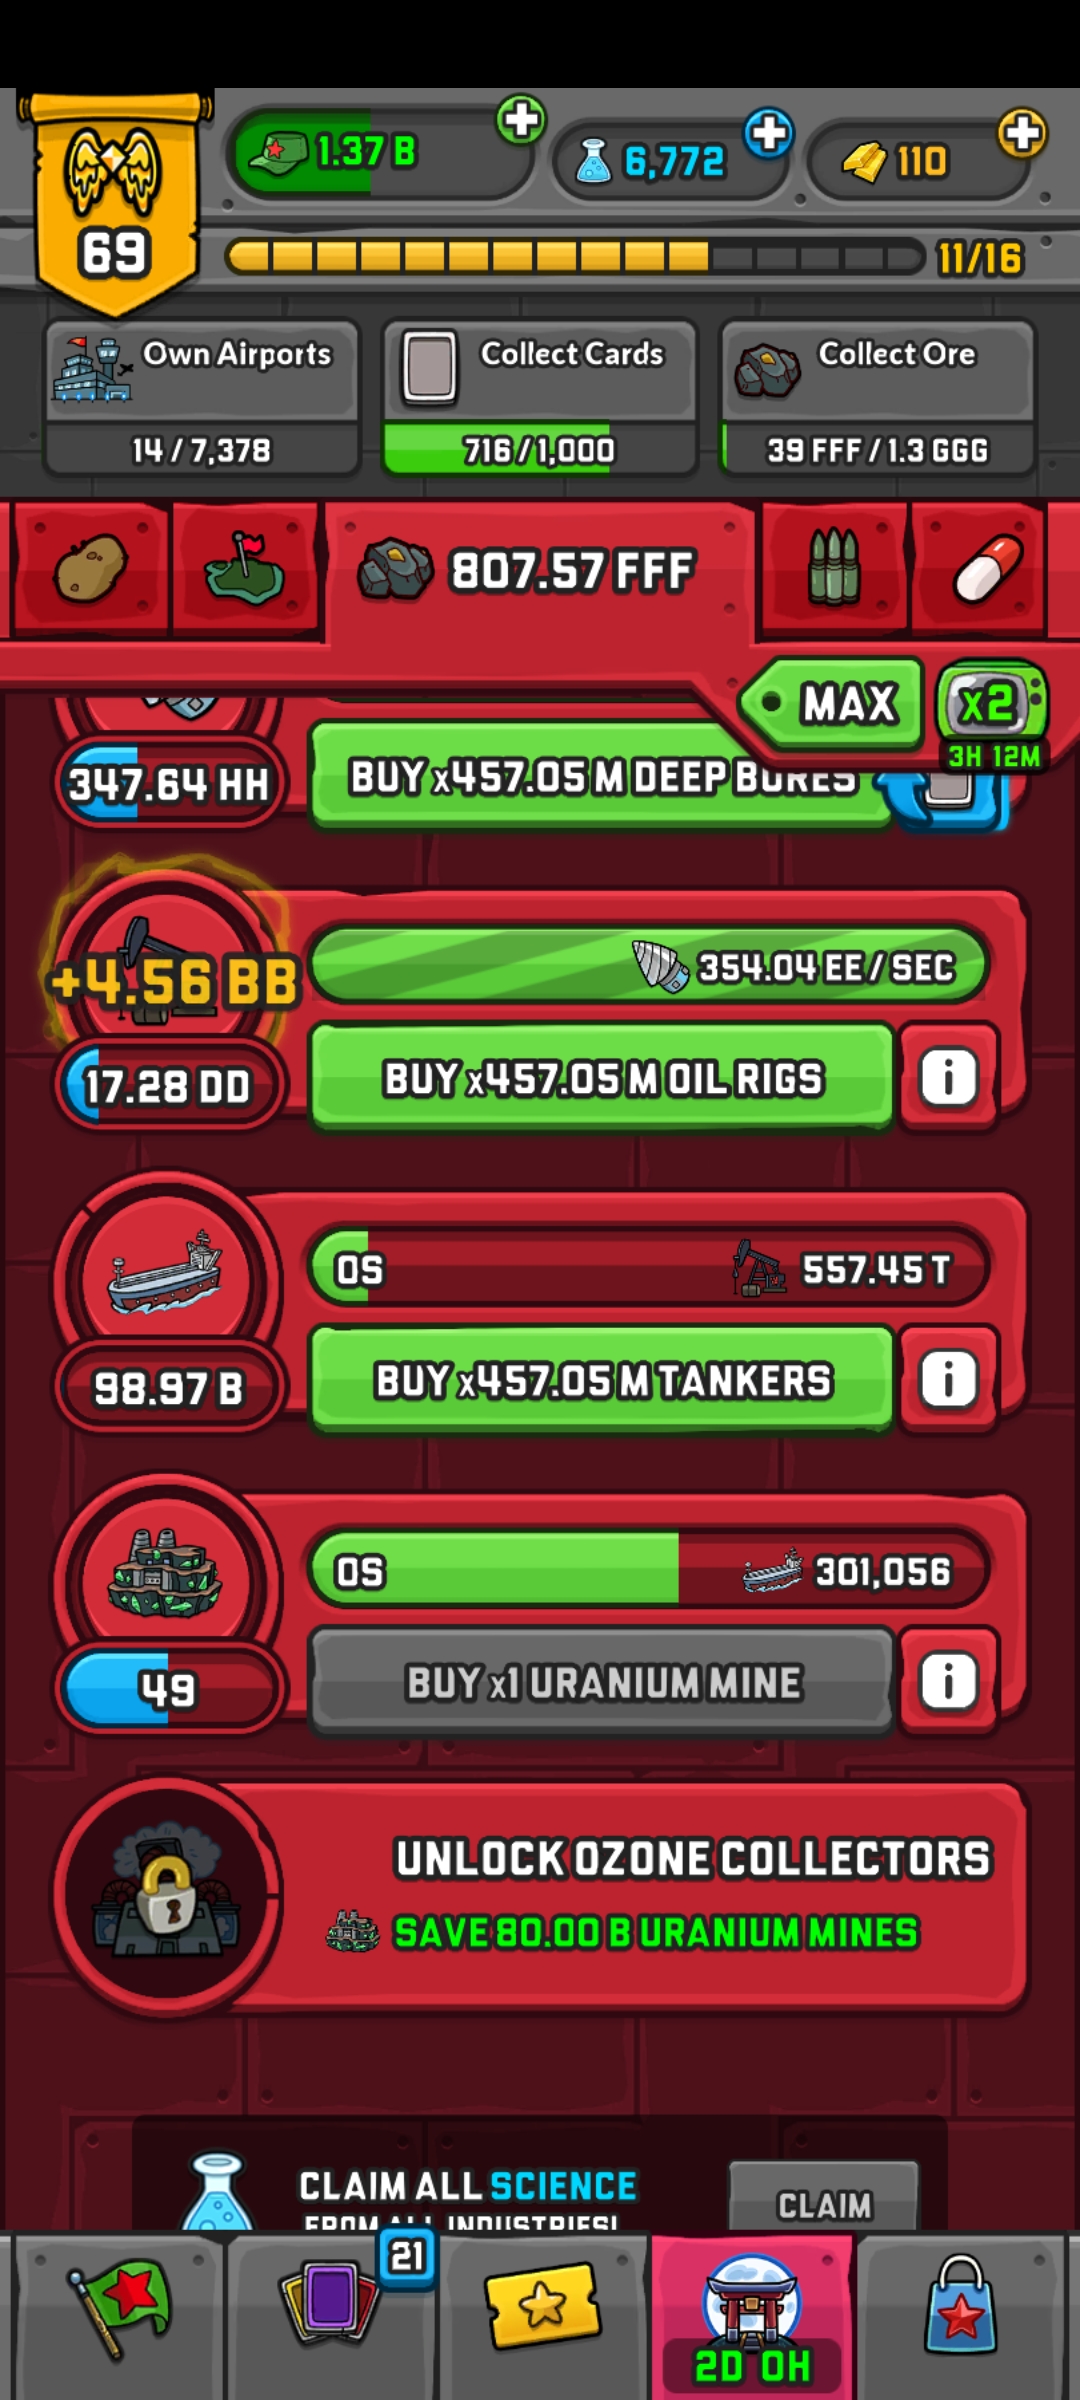 69
1.37 B
6,772
110
11/16
Own Airports
14 / 7,378
Collect Cards
716 / 1,000
Collect Ore
39 FFF / 1.3 GGG
807.57 FFF
MAX
x2
3H 12M
347.64 HH
BUY x457.05 M DEEP BORES
+4.56 BB
354.04 EE / SEC
17.28 DD
BUY x457.05 M OIL RIGS
i
0S
557.45 T
98.97 B
BUY x457.05 M TANKERS
i
0S
301,056
49
BUY x1 URANIUM MINE
i
UNLOCK OZONE COLLECTORS
SAVE 80.00 B URANIUM MINES
CLAIM ALL SCIENCE
FROM ALL INDUSTRIES!
CLAIM
21
2D 0H